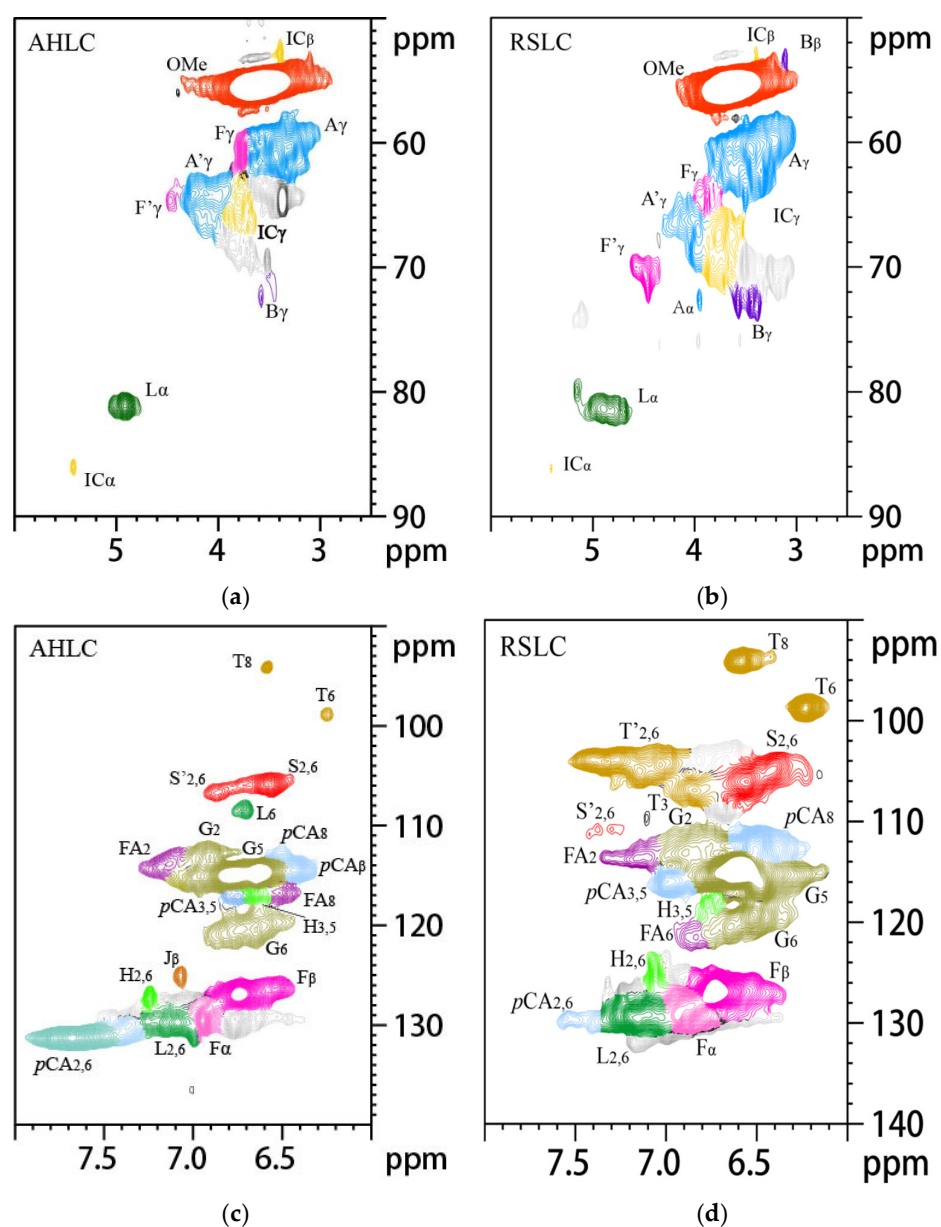 AHLC
ppm
ICβ
OMe
Fγ
Aγ
60
A'γ
F'γ
ICγ
70
Bγ
80
Lα
ICα
90
5
4
3
ppm
(a)
RSLC
ppm
ICβ
Bβ
OMe
60
Aγ
Fγ
A'γ
ICγ
F'γ
70
Aα
Bγ
80
Lα
ICα
90
5
4
3
ppm
(b)
AHLC
ppm
T8
T6
100
S'2,6
S2,6
L6
110
G2
FA2
G5
pCA8
pCAβ
pCA3,5
FA8
H3,5
120
G6
Jβ
H2,6
Fβ
130
pCA2,6
L2,6
Fα
7.5
7.0
6.5
ppm
(c)
RSLC
ppm
T8
T6
100
T'2,6
S2,6
T3
S'2,6
G2
110
pCA8
FA2
pCA3,5
G5
H3,5
120
FA6
G6
H2,6
Fβ
pCA2,6
130
L2,6
Fα
140
7.5
7.0
6.5
ppm
(d)